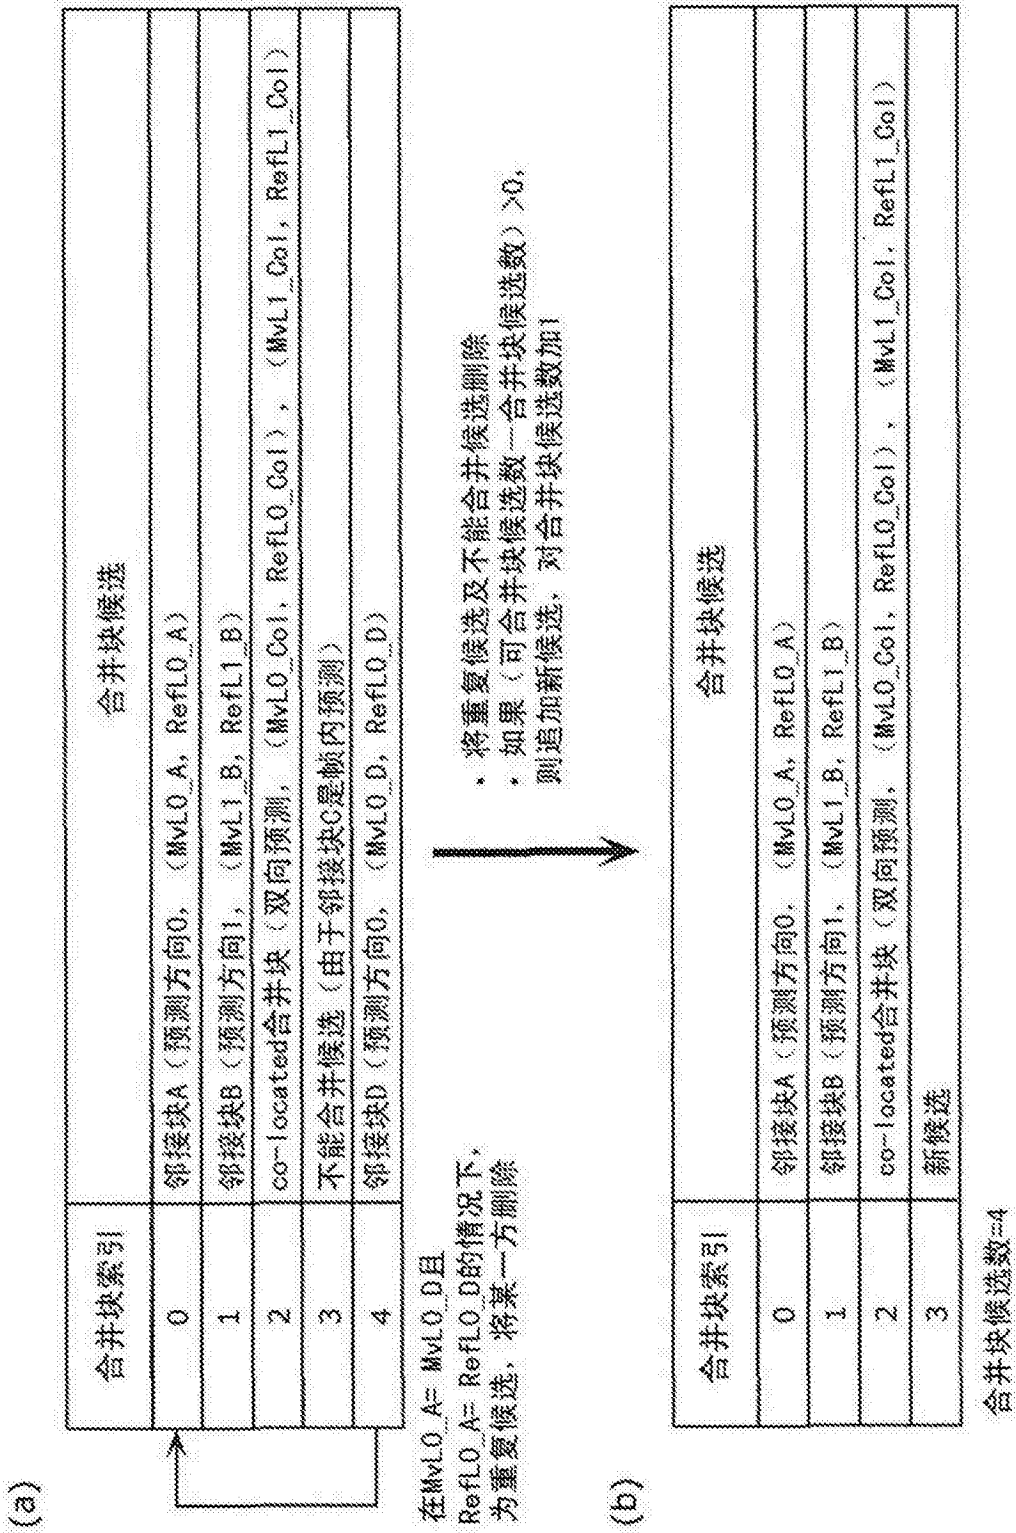 (a)
合并块索引 合并块候选
0 邻接块A（预测方向0，（MvL0_A, RefL0_A）
1 邻接块B（预测方向1，（MvL1_B, RefL1_B）
2 co-located合并块（双向预测，（MvL0_Col, RefL0_Col），（MvL1_Col, RefL1_Col）
3 不能合并候选（由于邻接块C是帧内预测）
4 邻接块D（预测方向0，（MvL0_D, RefL0_D）
在MvL0_A= MvL0_D且
RefL0_A= RefL0_D的情况下，
为重复候选，将某一方删除
·将重复候选及不能合并候选删除
·如果（可合并块候选数—合并块候选数）>0，
则追加新候选，对合并块候选数加1
(b)
合并块索引 合并块候选
0 邻接块A（预测方向0，（MvL0_A, RefL0_A）
1 邻接块B（预测方向1，（MvL1_B, RefL1_B）
2 co-located合并块（双向预测，（MvL0_Col, RefL0_Col），（MvL1_Col, RefL1_Col）
3 新候选
合并块候选数=4